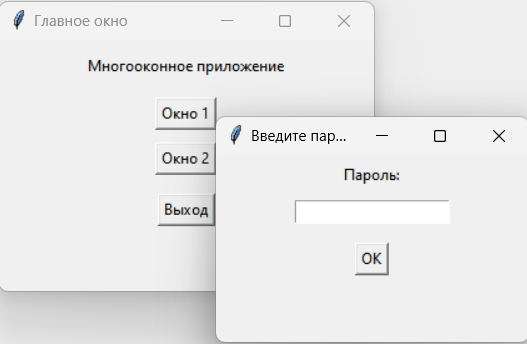 Главное окно
Многооконное приложение
Окно 1
Окно 2
Выход
Введите пар...
Пароль:
OK